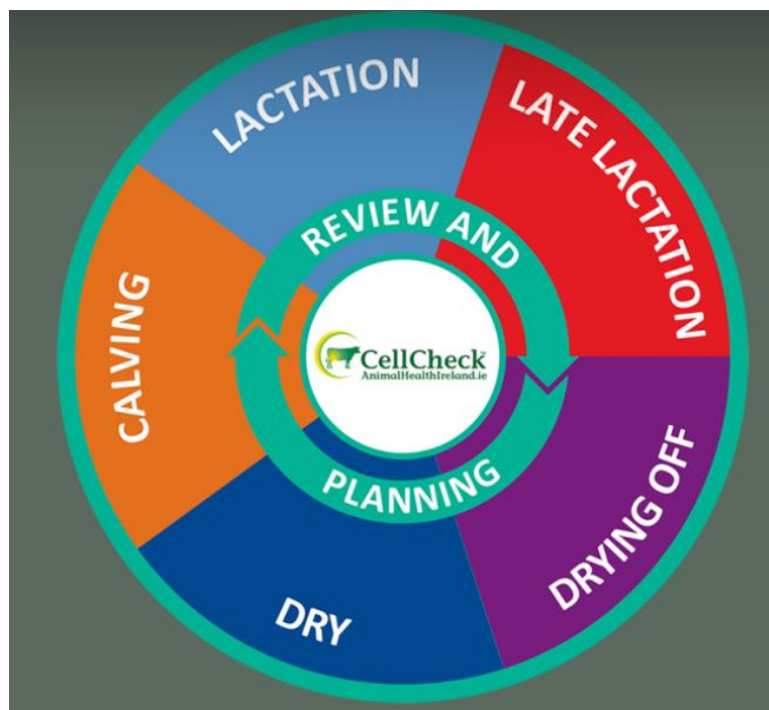 LACTATION
LATE LACTATION
DRYING OFF
DRY
CALVING
REVIEW AND
PLANNING
CellCheck
AnimalHealthIreland.ie